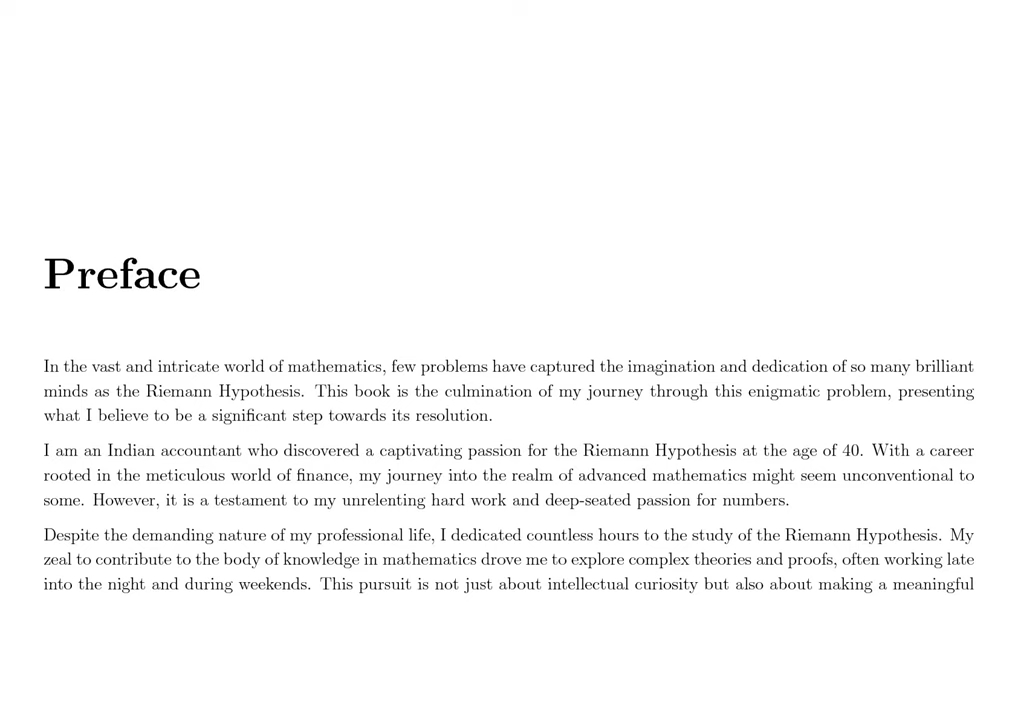 Preface
In the vast and intricate world of mathematics, few problems have captured the imagination and dedication of so many brilliant
minds as the Riemann Hypothesis. This book is the culmination of my journey through this enigmatic problem, presenting
what I believe to be a significant step towards its resolution.
I am an Indian accountant who discovered a captivating passion for the Riemann Hypothesis at the age of 40. With a career
rooted in the meticulous world of finance, my journey into the realm of advanced mathematics might seem unconventional to
some. However, it is a testament to my unrelenting hard work and deep-seated passion for numbers.
Despite the demanding nature of my professional life, I dedicated countless hours to the study of the Riemann Hypothesis. My
zeal to contribute to the body of knowledge in mathematics drove me to explore complex theories and proofs, often working late
into the night and during weekends. This pursuit is not just about intellectual curiosity but also about making a meaningful